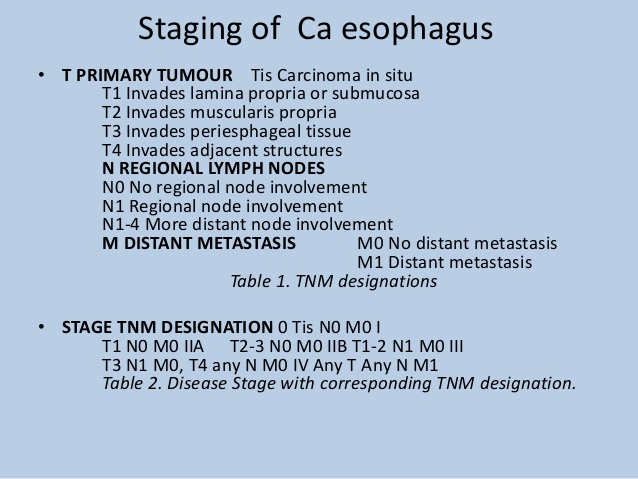 Staging of Ca esophagus
• T PRIMARY TUMOUR Tis Carcinoma in situ
T1 Invades lamina propria or submucosa
T2 Invades muscularis propria
T3 Invades periesphageal tissue
T4 Invades adjacent structures
N REGIONAL LYMPH NODES
N0 No regional node involvement
N1 Regional node involvement
N1-4 More distant node involvement
M DISTANT METASTASIS M0 No distant metastasis
M1 Distant metastasis
Table 1. TNM designations
• STAGE TNM DESIGNATION 0 Tis N0 M0 I
T1 N0 M0 IIA T2-3 N0 M0 IIB T1-2 N1 M0 III
T3 N1 M0, T4 any N M0 IV Any T Any N M1
Table 2. Disease Stage with corresponding TNM designation.